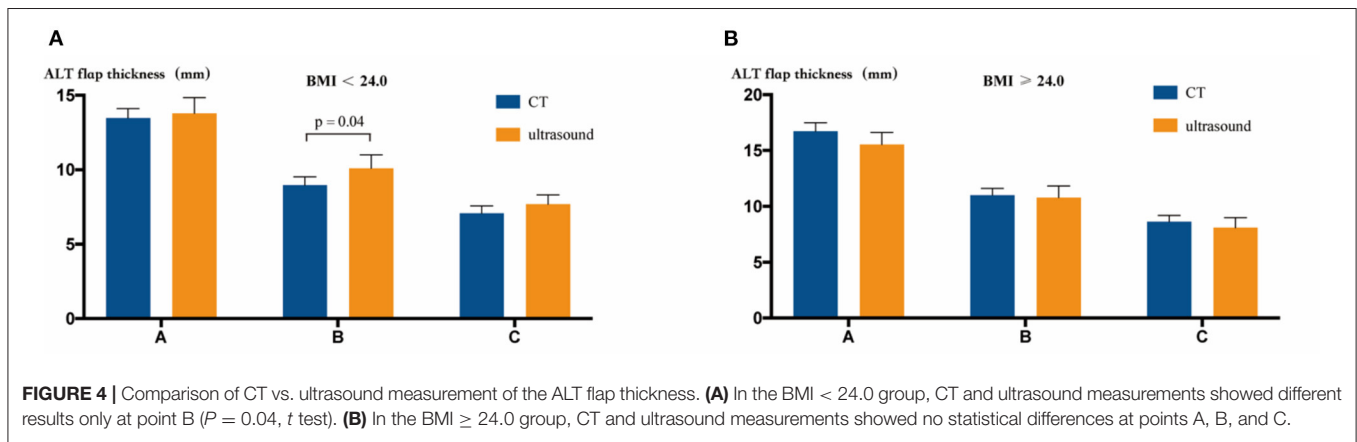 A
ALT flap thickness (mm)
BMI < 24.0
CT
ultrasound
p = 0.04
15
10
5
0
A
B
C
B
ALT flap thickness (mm)
BMI ⩾ 24.0
CT
ultrasound
20
15
10
5
0
A
B
C
FIGURE 4 | Comparison of CT vs. ultrasound measurement of the ALT flap thickness. (A) In the BMI < 24.0 group, CT and ultrasound measurements showed different
results only at point B (P = 0.04, t test). (B) In the BMI ≥ 24.0 group, CT and ultrasound measurements showed no statistical differences at points A, B, and C.